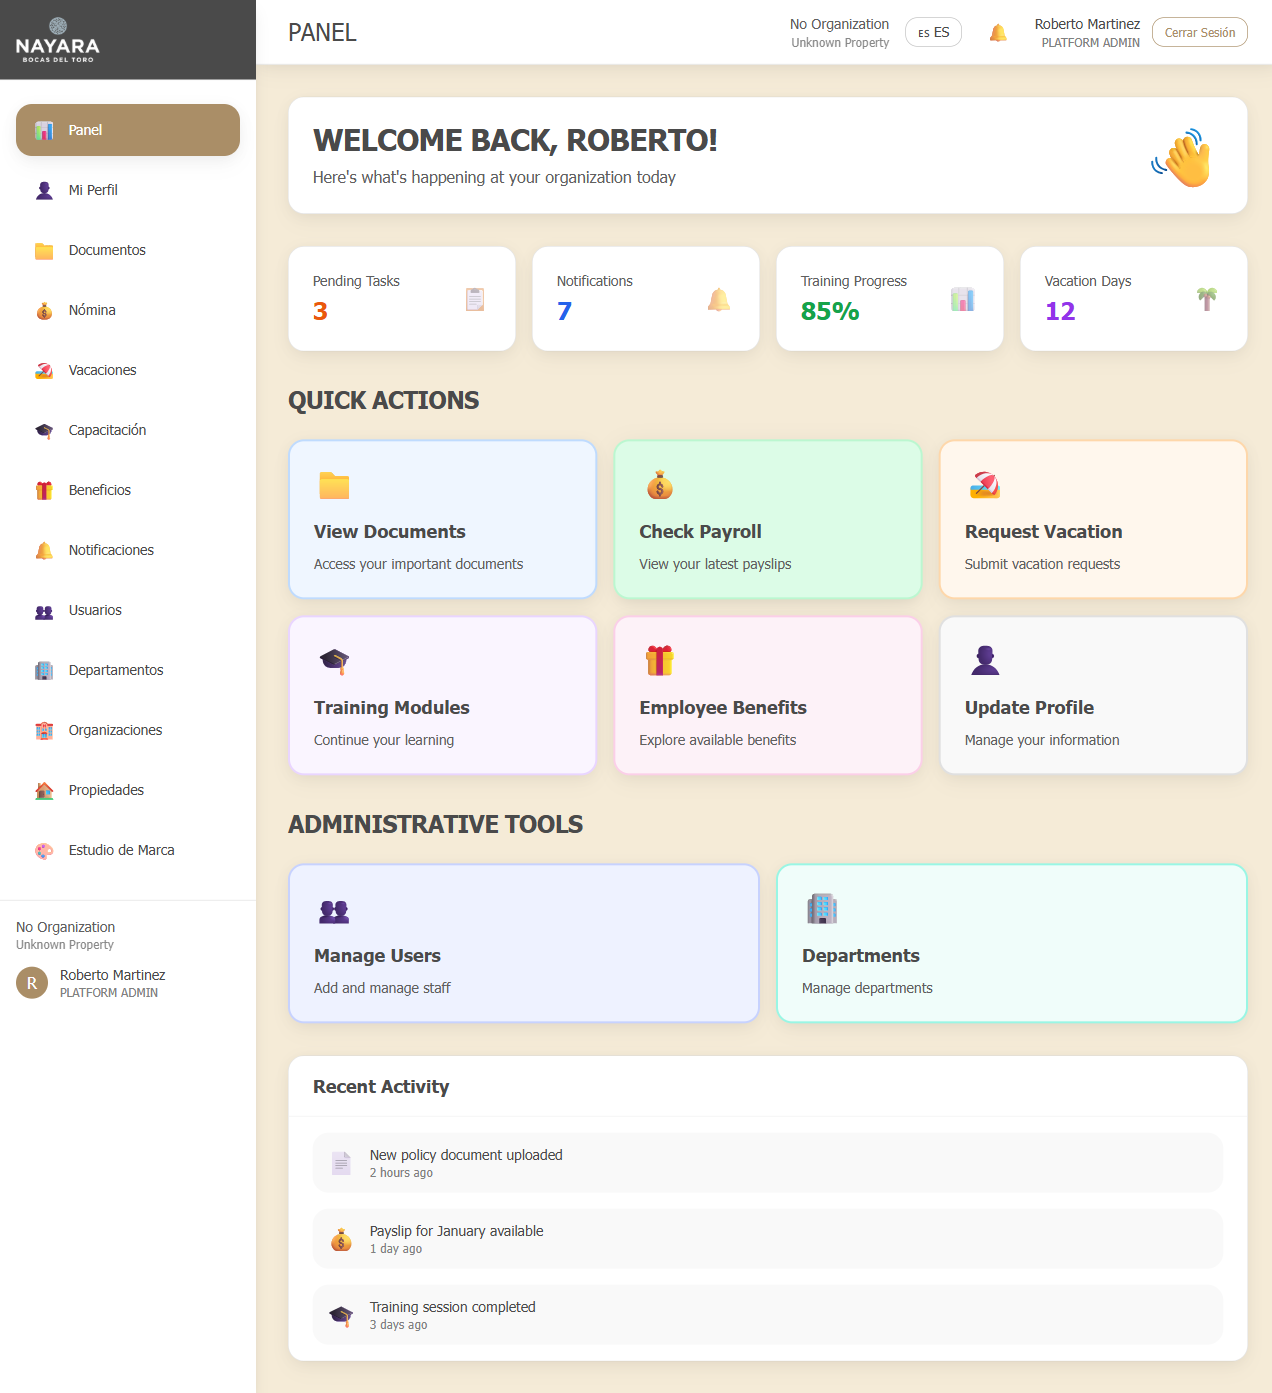 NAYARA
BOCAS DEL TORO
Panel
Mi Perfil
Documentos
Nómina
Vacaciones
Capacitación
Beneficios
Notificaciones
Usuarios
Departamentos
Organizaciones
Propiedades
Estudio de Marca
No Organization
Unknown Property
R
Roberto Martinez
PLATFORM ADMIN
PANEL
No Organization
Unknown Property
ES ES
Roberto Martinez
PLATFORM ADMIN
Cerrar Sesión
WELCOME BACK, ROBERTO!
Here's what's happening at your organization today
Pending Tasks
3
Notifications
7
Training Progress
85%
Vacation Days
12
QUICK ACTIONS
View Documents
Access your important documents
Check Payroll
View your latest payslips
Request Vacation
Submit vacation requests
Training Modules
Continue your learning
Employee Benefits
Explore available benefits
Update Profile
Manage your information
ADMINISTRATIVE TOOLS
Manage Users
Add and manage staff
Departments
Manage departments
Recent Activity
New policy document uploaded
2 hours ago
Payslip for January available
1 day ago
Training session completed
3 days ago